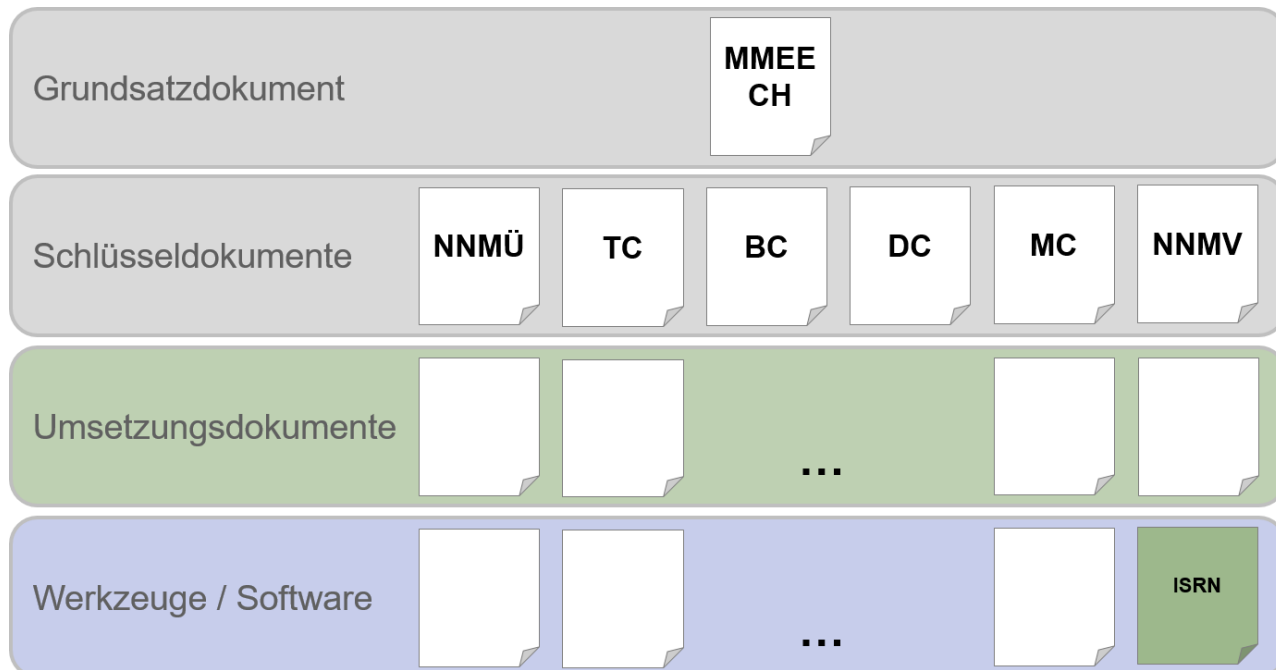 Grundsatzdokument
MMEE
CH
Schlüsseldokumente
NNMÜ
TC
BC
DC
MC
NNMV
Umsetzungsdokumente
...
Werkzeuge / Software
...
ISRN